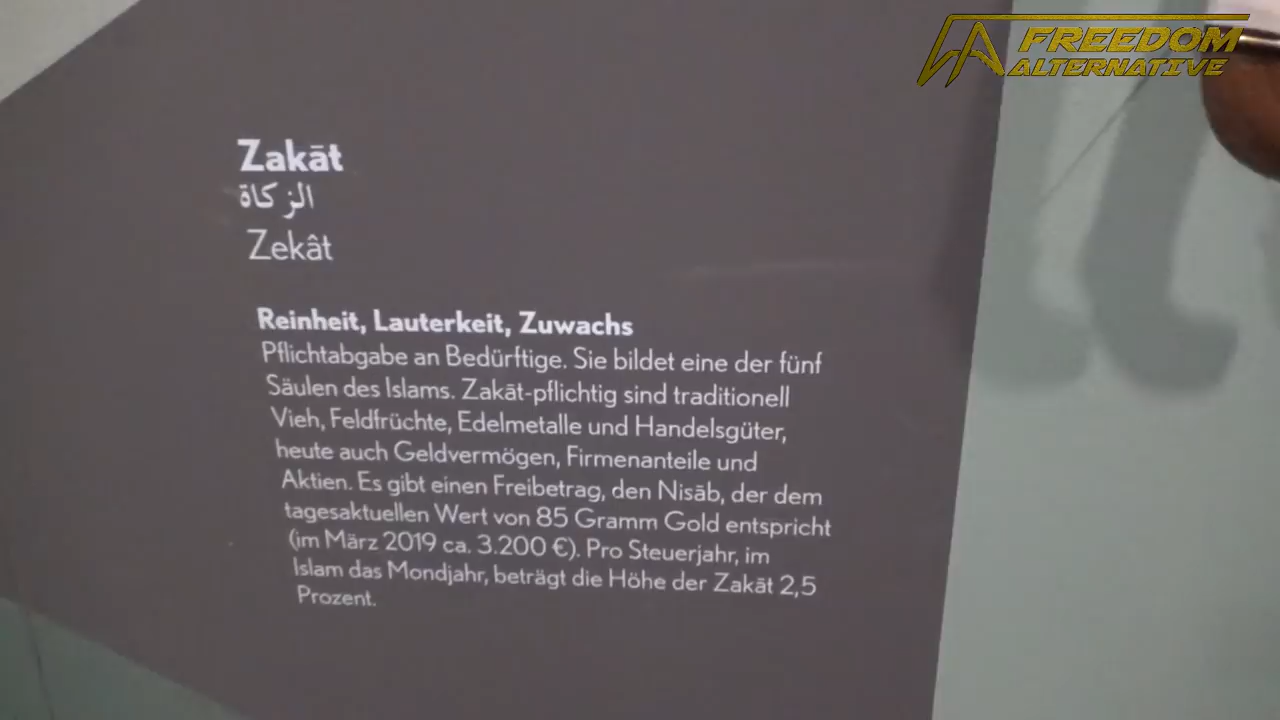 FREEDOM
ALTERNATIVE
Zakāt
الزكاة
Zekât
Reinheit, Lauterkeit, Zuwachs
Pflichtabgabe an Bedürftige. Sie bildet eine der fünf
Säulen des Islams. Zakāt-pflichtig sind traditionell
Vieh, Feldfrüchte, Edelmetalle und Handelsgüter,
heute auch Geldvermögen, Firmenanteile und
Aktien. Es gibt einen Freibetrag, den Nisāb, der dem
tagesaktuellen Wert von 85 Gramm Gold entspricht
(im März 2019 ca. 3.200 €). Pro Steuerjahr, im
Islam das Mondjahr, beträgt die Höhe der Zakāt 2,5
Prozent.